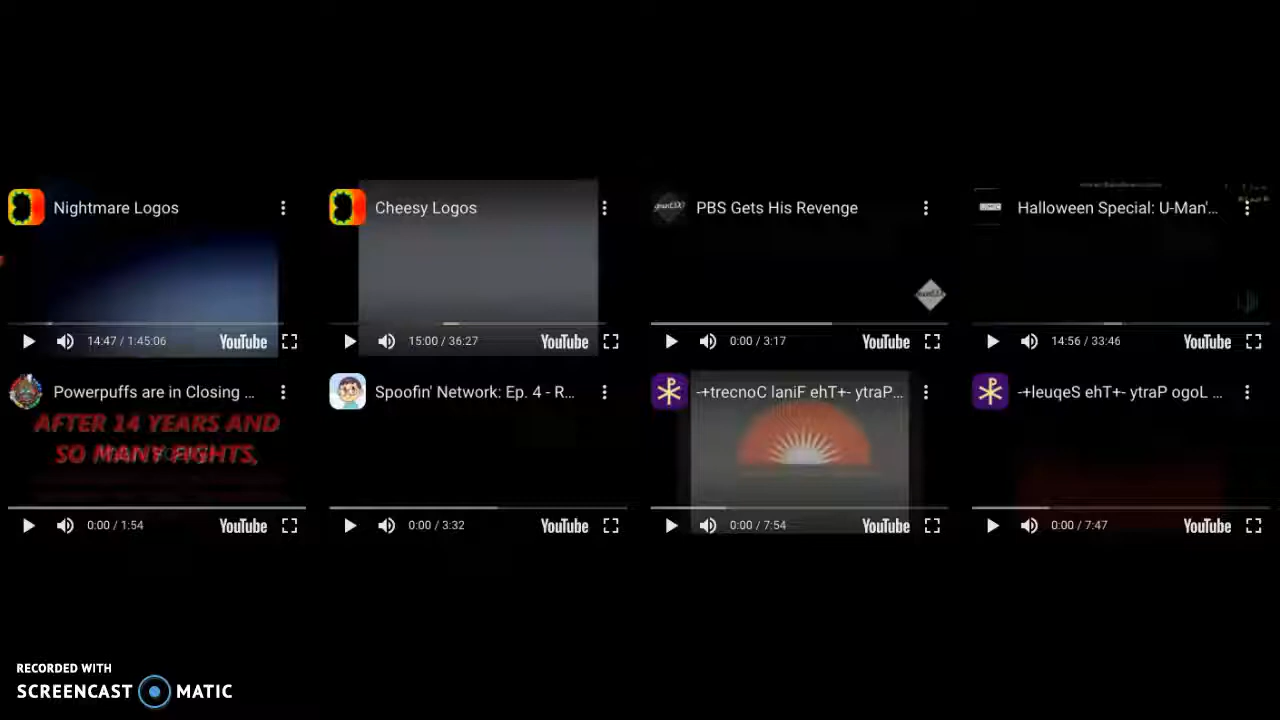 Nightmare Logos
Cheesy Logos
PBS Gets His Revenge
Halloween Special: U-Man'...
14:47 / 1:45:06
YouTube
15:00 / 36:27
YouTube
0:00 / 3:17
YouTube
14:56 / 33:46
YouTube
Powerpuffs are in Closing ...
Spoofin' Network: Ep. 4 - R...
-+trecnoC laniF ehT+- ytraP...
-+leuqeS ehT+- ytraP ogoL ...
AFTER 14 YEARS AND
SO MANY FIGHTS,
0:00 / 1:54
YouTube
0:00 / 3:32
YouTube
0:00 / 7:54
YouTube
0:00 / 7:47
YouTube
RECORDED WITH
SCREENCAST MATIC